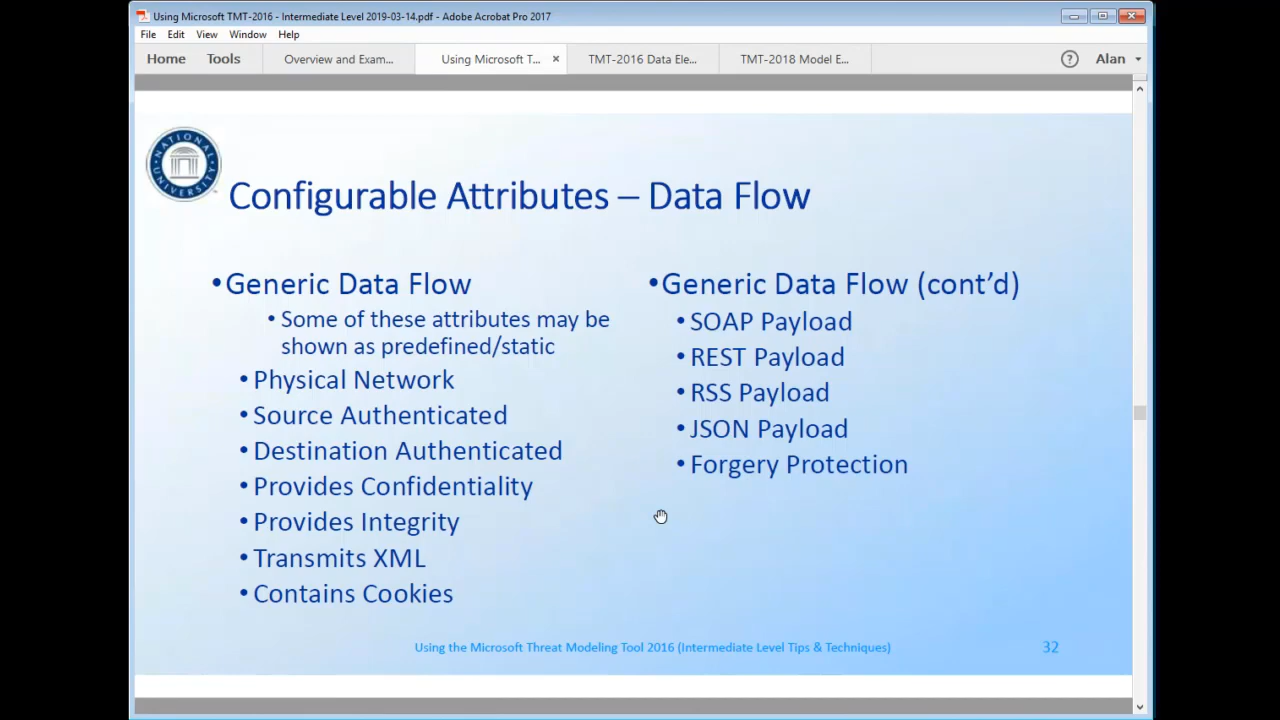 Using Microsoft TMT-2016 - Intermediate Level 2019-03-14.pdf - Adobe Acrobat Pro 2017
File Edit View Window Help
Home Tools Overview and Exam... Using Microsoft T... × TMT-2016 Data Ele... TMT-2018 Model E... ? Alan
NATIONAL UNIVERSITY
Configurable Attributes – Data Flow
•Generic Data Flow
• Some of these attributes may be
shown as predefined/static
• Physical Network
• Source Authenticated
• Destination Authenticated
• Provides Confidentiality
• Provides Integrity
• Transmits XML
• Contains Cookies
•Generic Data Flow (cont’d)
• SOAP Payload
• REST Payload
• RSS Payload
• JSON Payload
• Forgery Protection
Using the Microsoft Threat Modeling Tool 2016 (Intermediate Level Tips & Techniques)
32